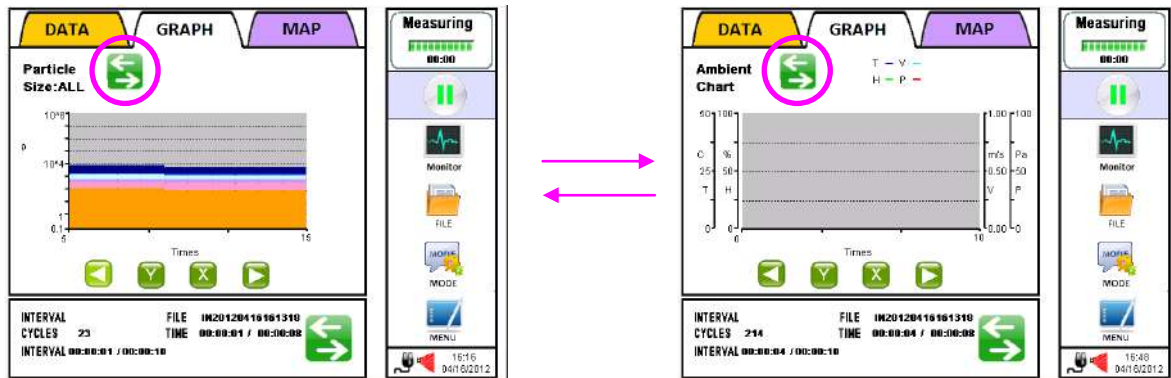 DATA GRAPH MAP
Particle
Size:ALL
10^8
P
10^4
1
0.1
5 15
Times
Y X
INTERVAL FILE IN20120416161318
CYCLES 23 TIME 00:00:01 / 00:00:08
INTERVAL 00:00:01 / 00:00:10
Measuring
00:00
Monitor
FILE
MODE
MODE
MENU
16:16
04/16/2012
DATA GRAPH MAP
Ambient
Chart
T – V –
H – P –
50 100 1.00 100
C % m/s Pa
25 50 0.50 50
T H V P
0 0 0.00 0
0 10
Times
Y X
INTERVAL FILE IN20120416161318
CYCLES 214 TIME 00:00:04 / 00:00:08
INTERVAL 00:00:04 / 00:00:10
Measuring
00:00
Monitor
FILE
MODE
MODE
MENU
16:48
04/16/2012